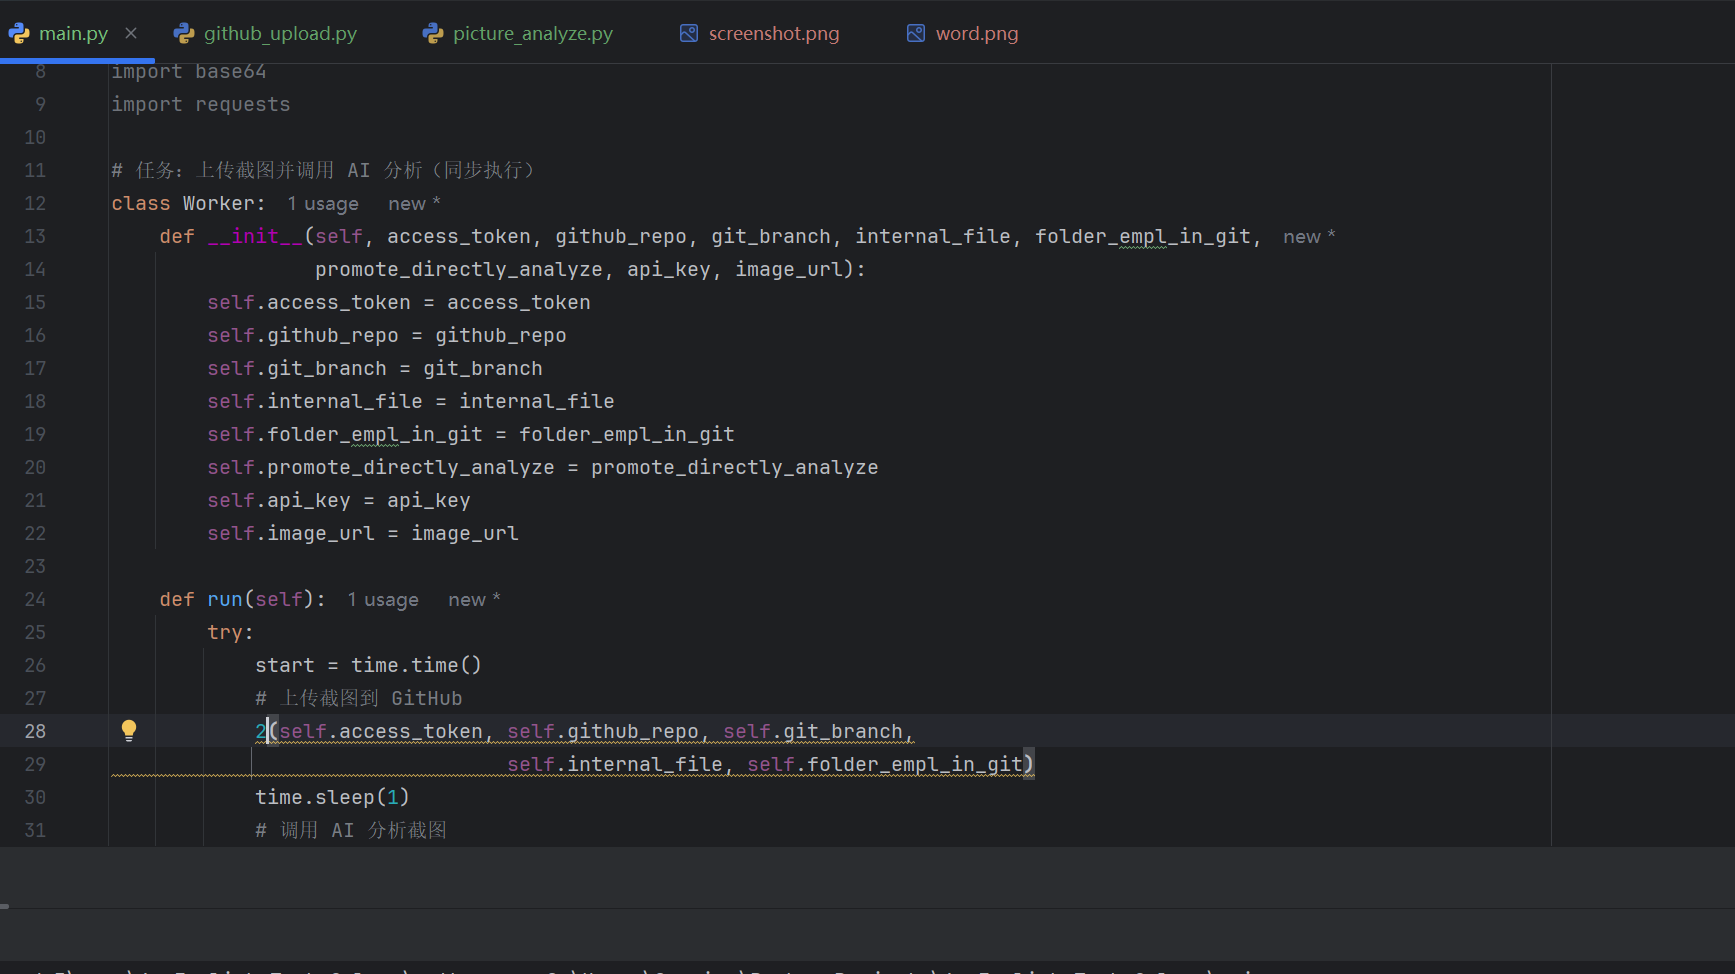 main.py github_upload.py picture_analyze.py screenshot.png word.png
8 import base64
9 import requests
10
11 # 任务：上传截图并调用 AI 分析（同步执行）
12 class Worker: 1 usage new *
13 def __init__(self, access_token, github_repo, git_branch, internal_file, folder_empl_in_git, new *
14 promote_directly_analyze, api_key, image_url):
15 self.access_token = access_token
16 self.github_repo = github_repo
17 self.git_branch = git_branch
18 self.internal_file = internal_file
19 self.folder_empl_in_git = folder_empl_in_git
20 self.promote_directly_analyze = promote_directly_analyze
21 self.api_key = api_key
22 self.image_url = image_url
23
24 def run(self): 1 usage new *
25 try:
26 start = time.time()
27 # 上传截图到 GitHub
28 2(self.access_token, self.github_repo, self.git_branch,
29 self.internal_file, self.folder_empl_in_git)
30 time.sleep(1)
31 # 调用 AI 分析截图